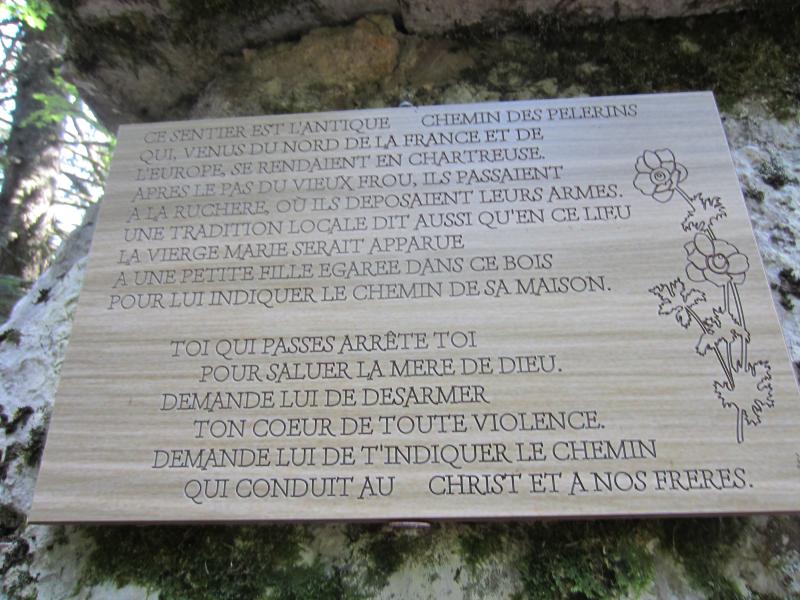 CE SENTIER EST L'ANTIQUE CHEMIN DES PELERINS
QUI, VENUS DU NORD DE LA FRANCE ET DE
L'EUROPE, SE RENDAIENT EN CHARTREUSE.
APRES LE PAS DU VIEUX FROU, ILS PASSAIENT
A LA RUCHERE, OÙ ILS DEPOSAIENT LEURS ARMES.
UNE TRADITION LOCALE DIT AUSSI QU'EN CE LIEU
LA VIERGE MARIE SERAIT APPARUE
A UNE PETITE FILLE EGAREE DANS CE BOIS
POUR LUI INDIQUER LE CHEMIN DE SA MAISON.
TOI QUI PASSES ARRÊTE TOI
POUR SALUER LA MERE DE DIEU.
DEMANDE LUI DE DESARMER
TON COEUR DE TOUTE VIOLENCE.
DEMANDE LUI DE T'INDIQUER LE CHEMIN
QUI CONDUIT AU CHRIST ET A NOS FRERES.